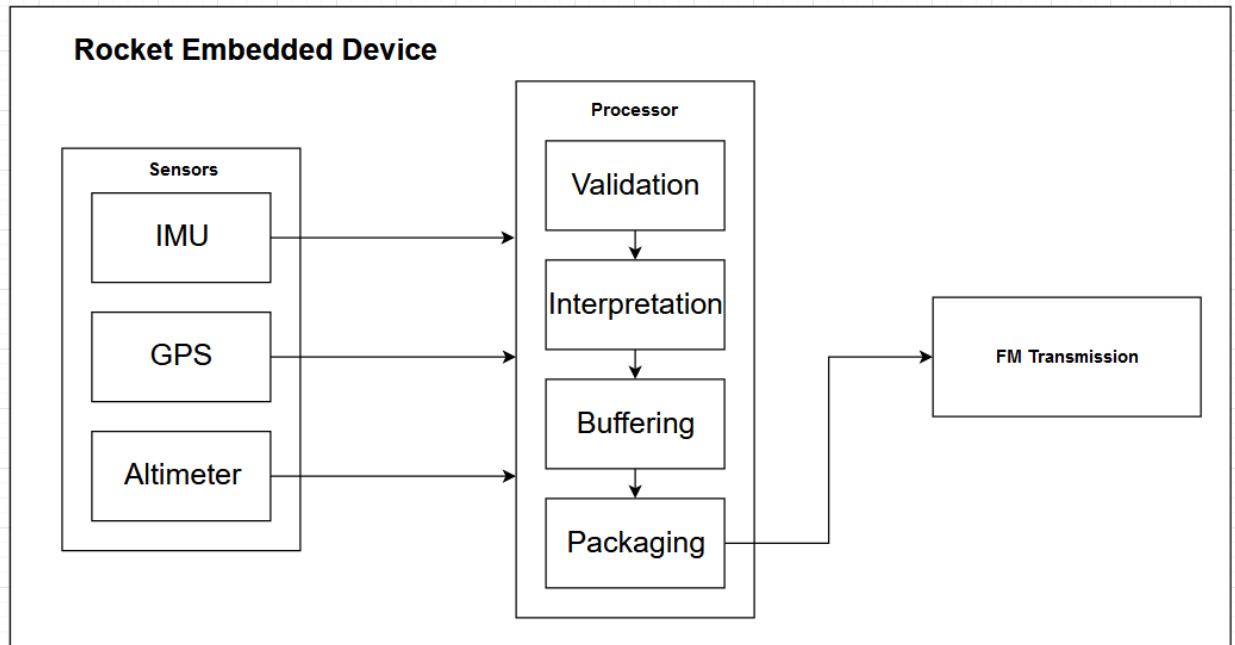 Rocket Embedded Device
Sensors
IMU
GPS
Altimeter
Processor
Validation
Interpretation
Buffering
Packaging
FM Transmission